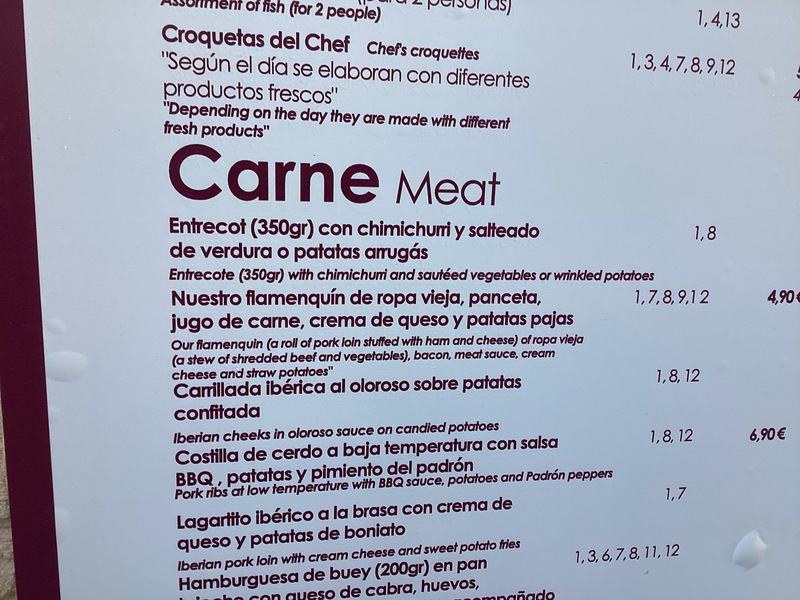 (para 2 personas)
Assortment of fish (for 2 people) 1,4,13
Croquetas del Chef Chef's croquettes 1,3,4,7,8,9,12
"Según el día se elaboran con diferentes
productos frescos"
"Depending on the day they are made with different
fresh products"
Carne Meat
Entrecot (350gr) con chimichurri y salteado 1,8
de verdura o patatas arrugás
Entrecote (350gr) with chimichurri and sautéed vegetables or wrinkled potatoes
Nuestro flamenquín de ropa vieja, panceta, 1,7,8,9,12 4,90€
jugo de carne, crema de queso y patatas pajas
Our flamenquin (a roll of pork loin stuffed with ham and cheese) of ropa vieja
(a stew of shredded beef and vegetables), bacon, meat sauce, cream
cheese and straw potatoes"
Carrillada ibérica al oloroso sobre patatas 1,8,12
confitada
Iberian cheeks in oloroso sauce on candied potatoes
Costilla de cerdo a baja temperatura con salsa 1,8,12 6,90€
BBQ , patatas y pimiento del padrón
Pork ribs at low temperature with BBQ sauce, potatoes and Padrón peppers
Lagartito ibérico a la brasa con crema de 1,7
queso y patatas de boniato
Iberian pork loin with cream cheese and sweet potato fries
Hamburguesa de buey (200gr) en pan 1,3,6,7,8,11,12
con queso de cabra, huevos,